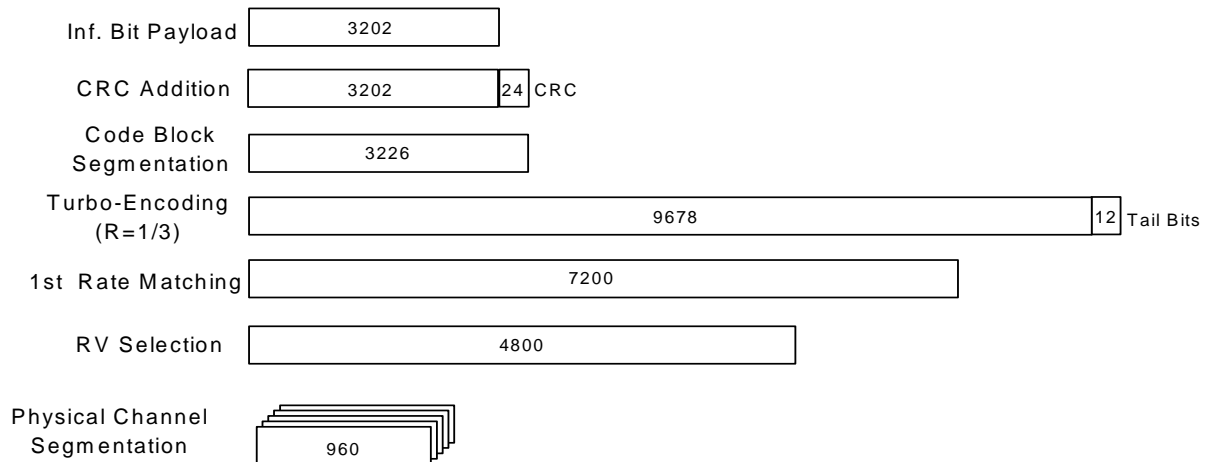 Inf. Bit Payload 3202
CRC Addition 3202 24 CRC
Code Block
Segmentation 3226
Turbo-Encoding
(R=1/3) 9678 12 Tail Bits
1st Rate Matching 7200
RV Selection 4800
Physical Channel
Segmentation 960